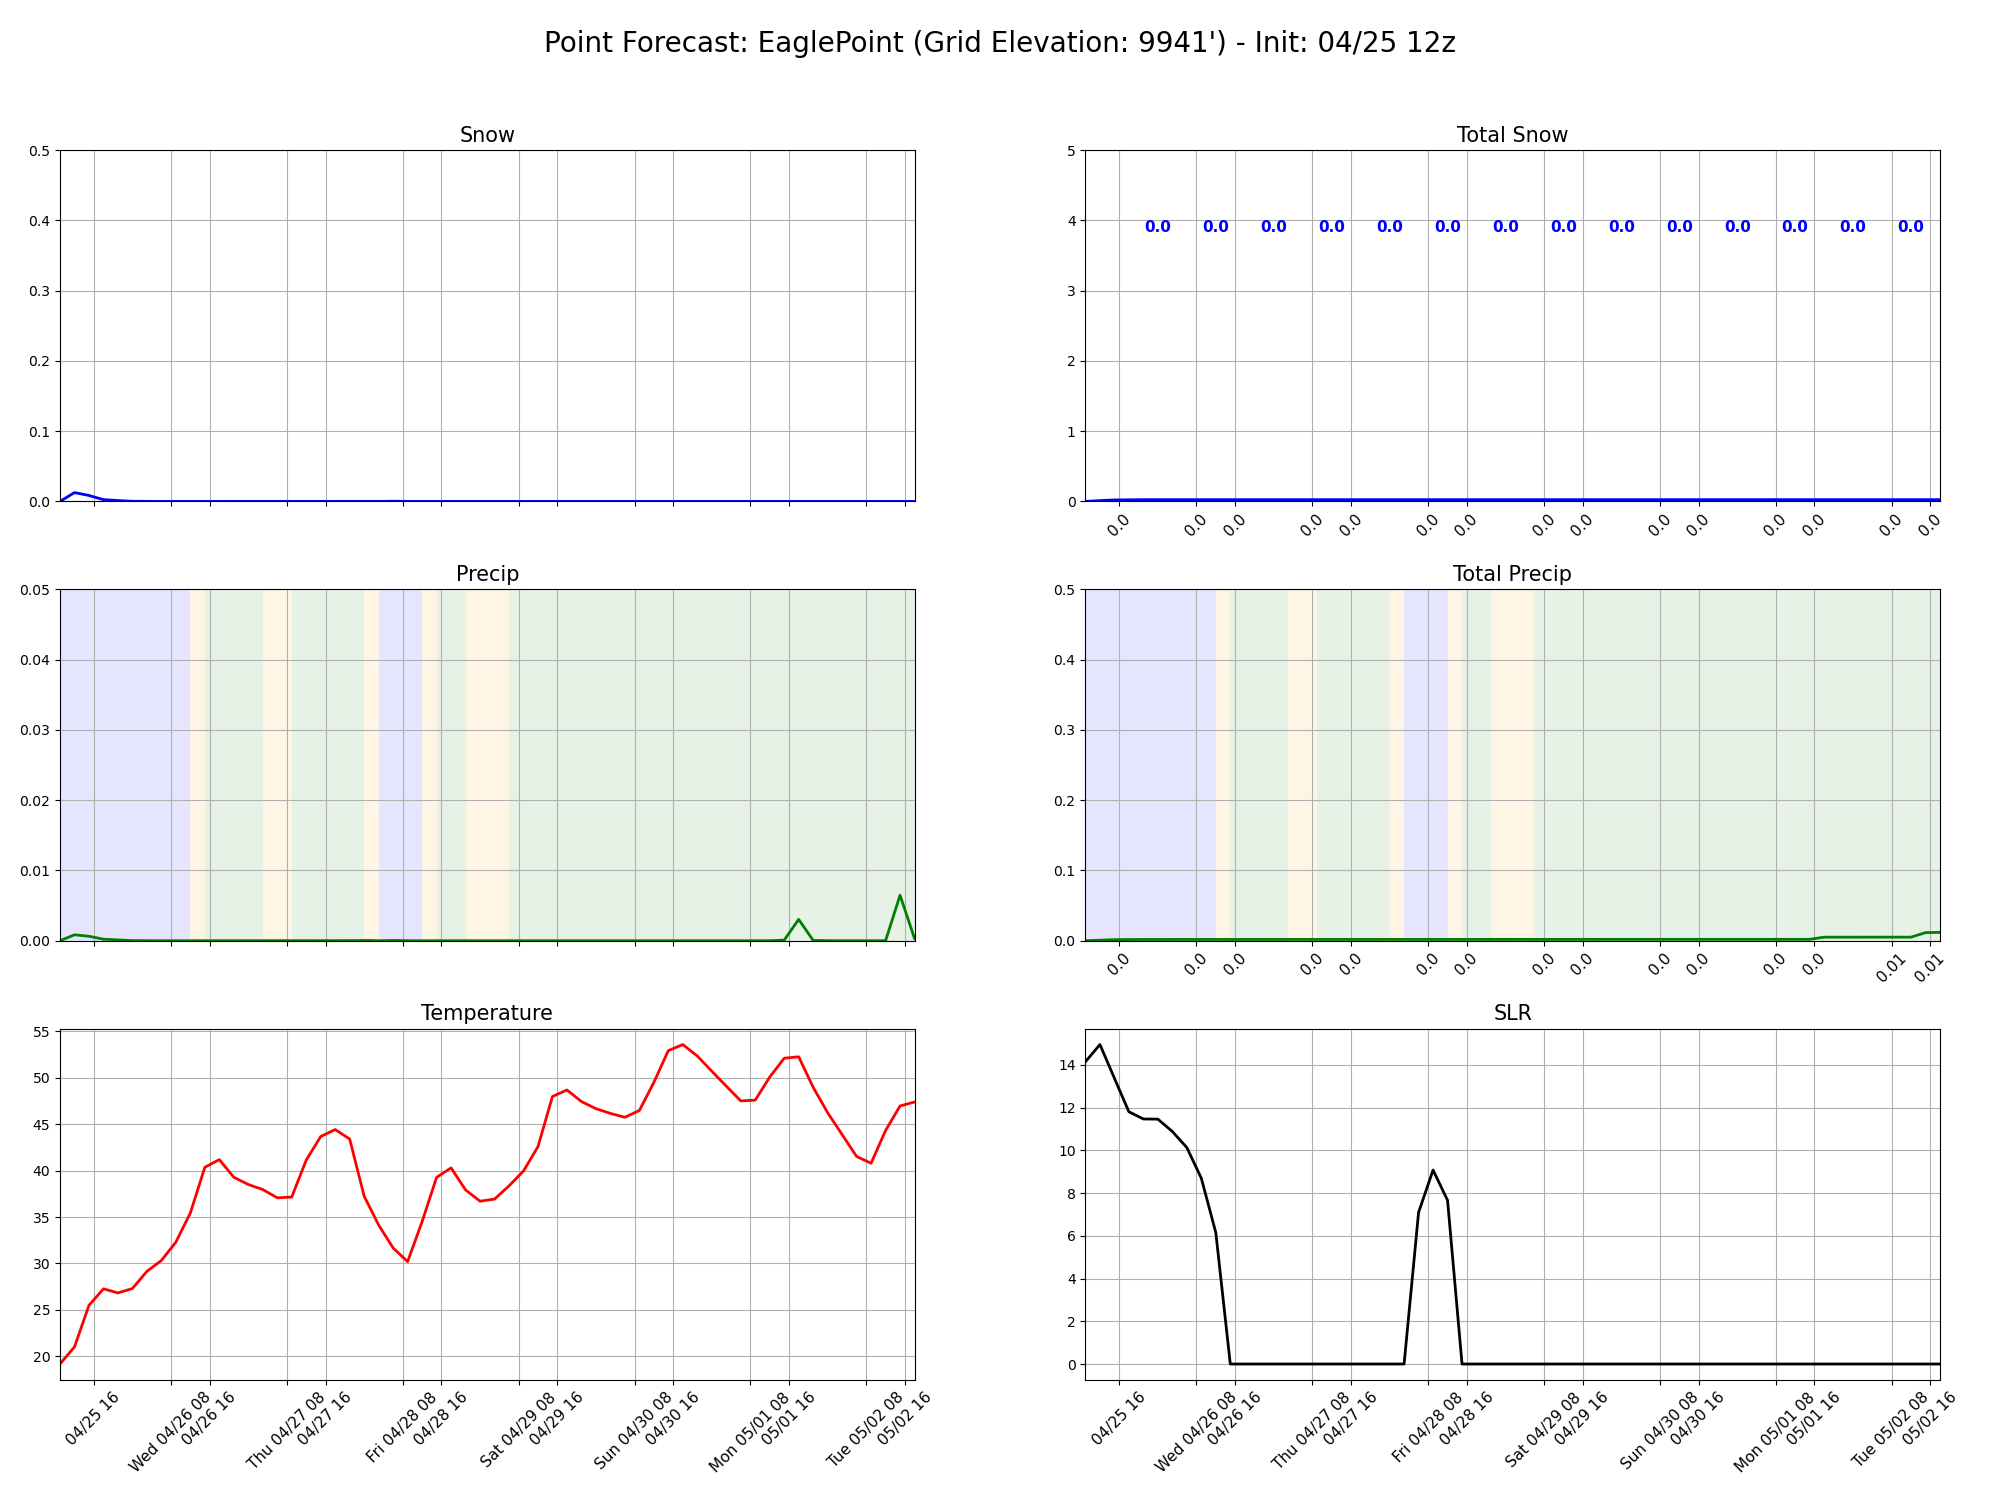 Point Forecast: EaglePoint (Grid Elevation: 9941') - Init: 04/25 12z
Snow
0.5
0.4
0.3
0.2
0.1
0.0
Total Snow
5
4
3
2
1
0
0.0 0.0 0.0 0.0 0.0 0.0 0.0 0.0 0.0 0.0 0.0 0.0 0.0 0.0
0.0 0.0 0.0 0.0 0.0 0.0 0.0 0.0 0.0 0.0 0.0 0.0 0.0 0.0 0.0
Precip
0.05
0.04
0.03
0.02
0.01
0.00
Total Precip
0.5
0.4
0.3
0.2
0.1
0.0
0.0 0.0 0.0 0.0 0.0 0.0 0.0 0.0 0.0 0.0 0.0 0.0 0.0 0.01 0.01
Temperature
55
50
45
40
35
30
25
20
04/25 16
Wed 04/26 08
04/26 16
Thu 04/27 08
04/27 16
Fri 04/28 08
04/28 16
Sat 04/29 08
04/29 16
Sun 04/30 08
04/30 16
Mon 05/01 08
05/01 16
Tue 05/02 08
05/02 16
SLR
14
12
10
8
6
4
2
0
04/25 16
Wed 04/26 08
04/26 16
Thu 04/27 08
04/27 16
Fri 04/28 08
04/28 16
Sat 04/29 08
04/29 16
Sun 04/30 08
04/30 16
Mon 05/01 08
05/01 16
Tue 05/02 08
05/02 16